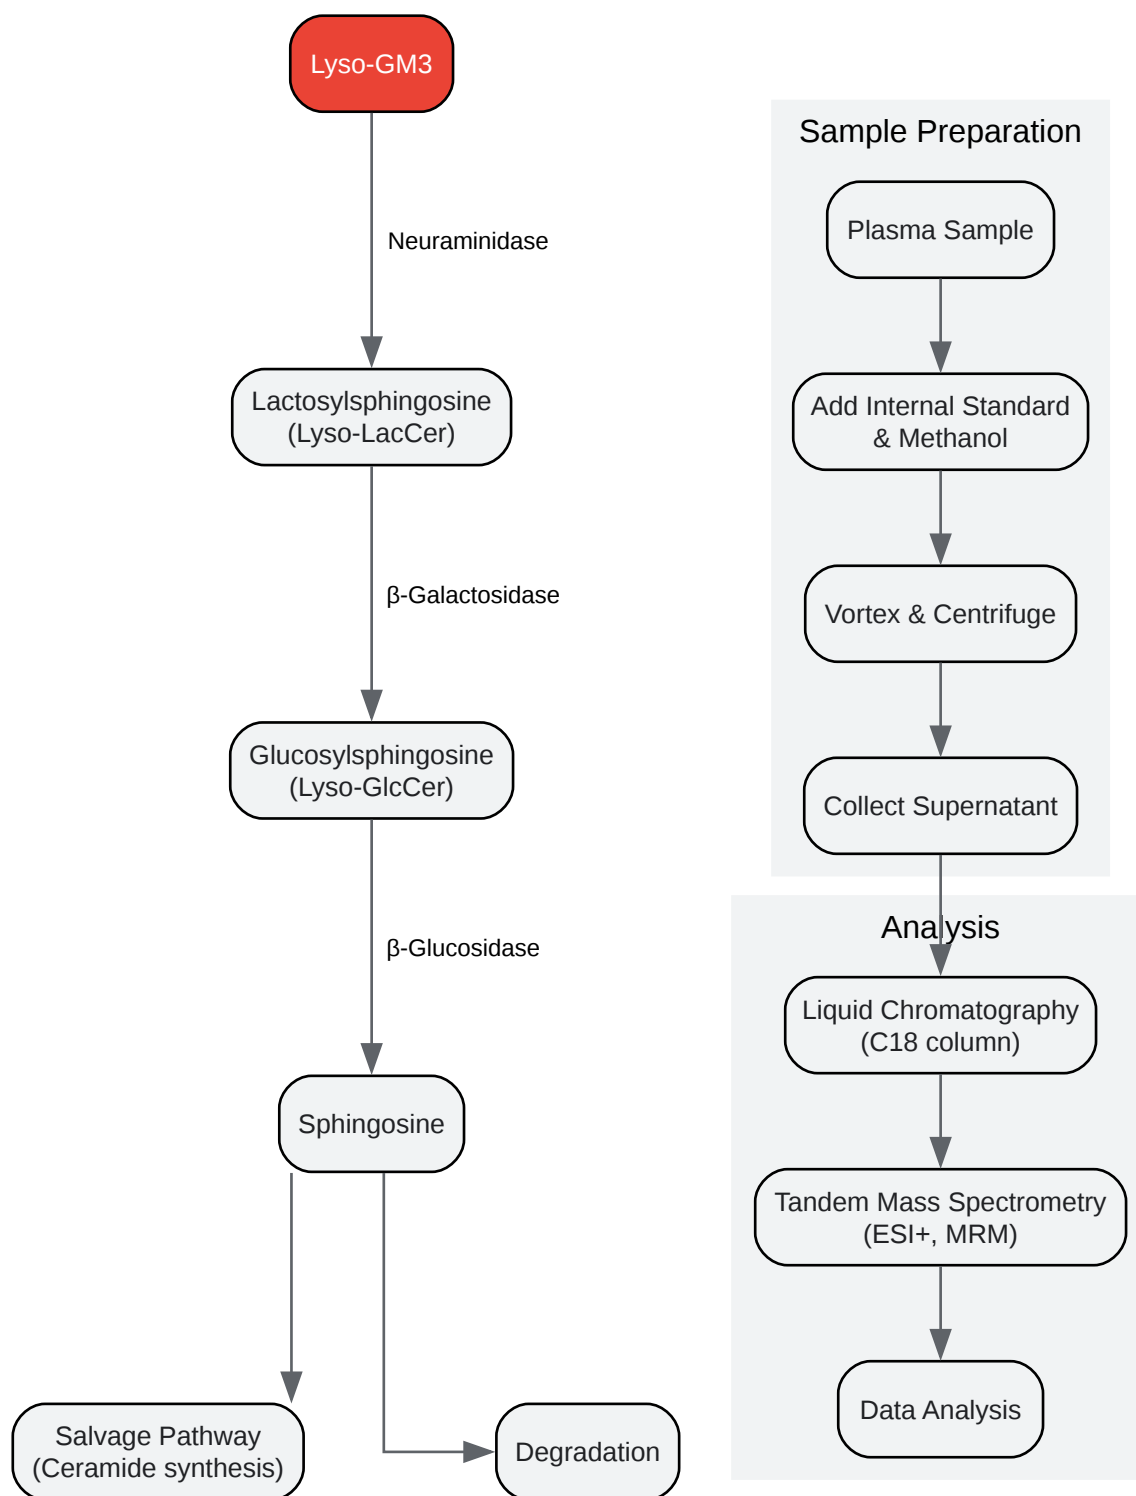 Lyso-GM3
Neuraminidase
Lactosylsphingosine
(Lyso-LacCer)
β-Galactosidase
Glucosylsphingosine
(Lyso-GlcCer)
β-Glucosidase
Sphingosine
Salvage Pathway
(Ceramide synthesis)
Degradation
Sample Preparation
Plasma Sample
Add Internal Standard
& Methanol
Vortex & Centrifuge
Collect Supernatant
Analysis
Liquid Chromatography
(C18 column)
Tandem Mass Spectrometry
(ESI+, MRM)
Data Analysis